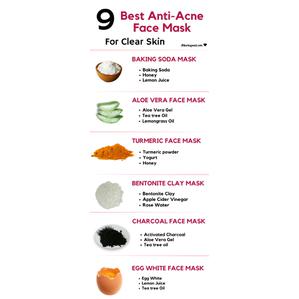 9 Best Anti-Acne
Face Mask
For Clear Skin
BAKING SODA MASK
• Baking Soda
• Honey
• Lemon Juice
ALOE VERA FACE MASK
• Aloe Vera Gel
• Tea tree Oil
• Lemongrass Oil
TURMERIC FACE MASK
• Turmeric powder
• Yogurt
• Honey
BENTONITE CLAY MASK
• Bentonite Clay
• Apple Cider Vinegar
• Rose Water
CHARCOAL FACE MASK
• Activated Charcoal
• Aloe Vera Gel
• Tea tree oil
EGG WHITE FACE MASK
• Egg White
• Lemon Juice
• Tea tree Oil